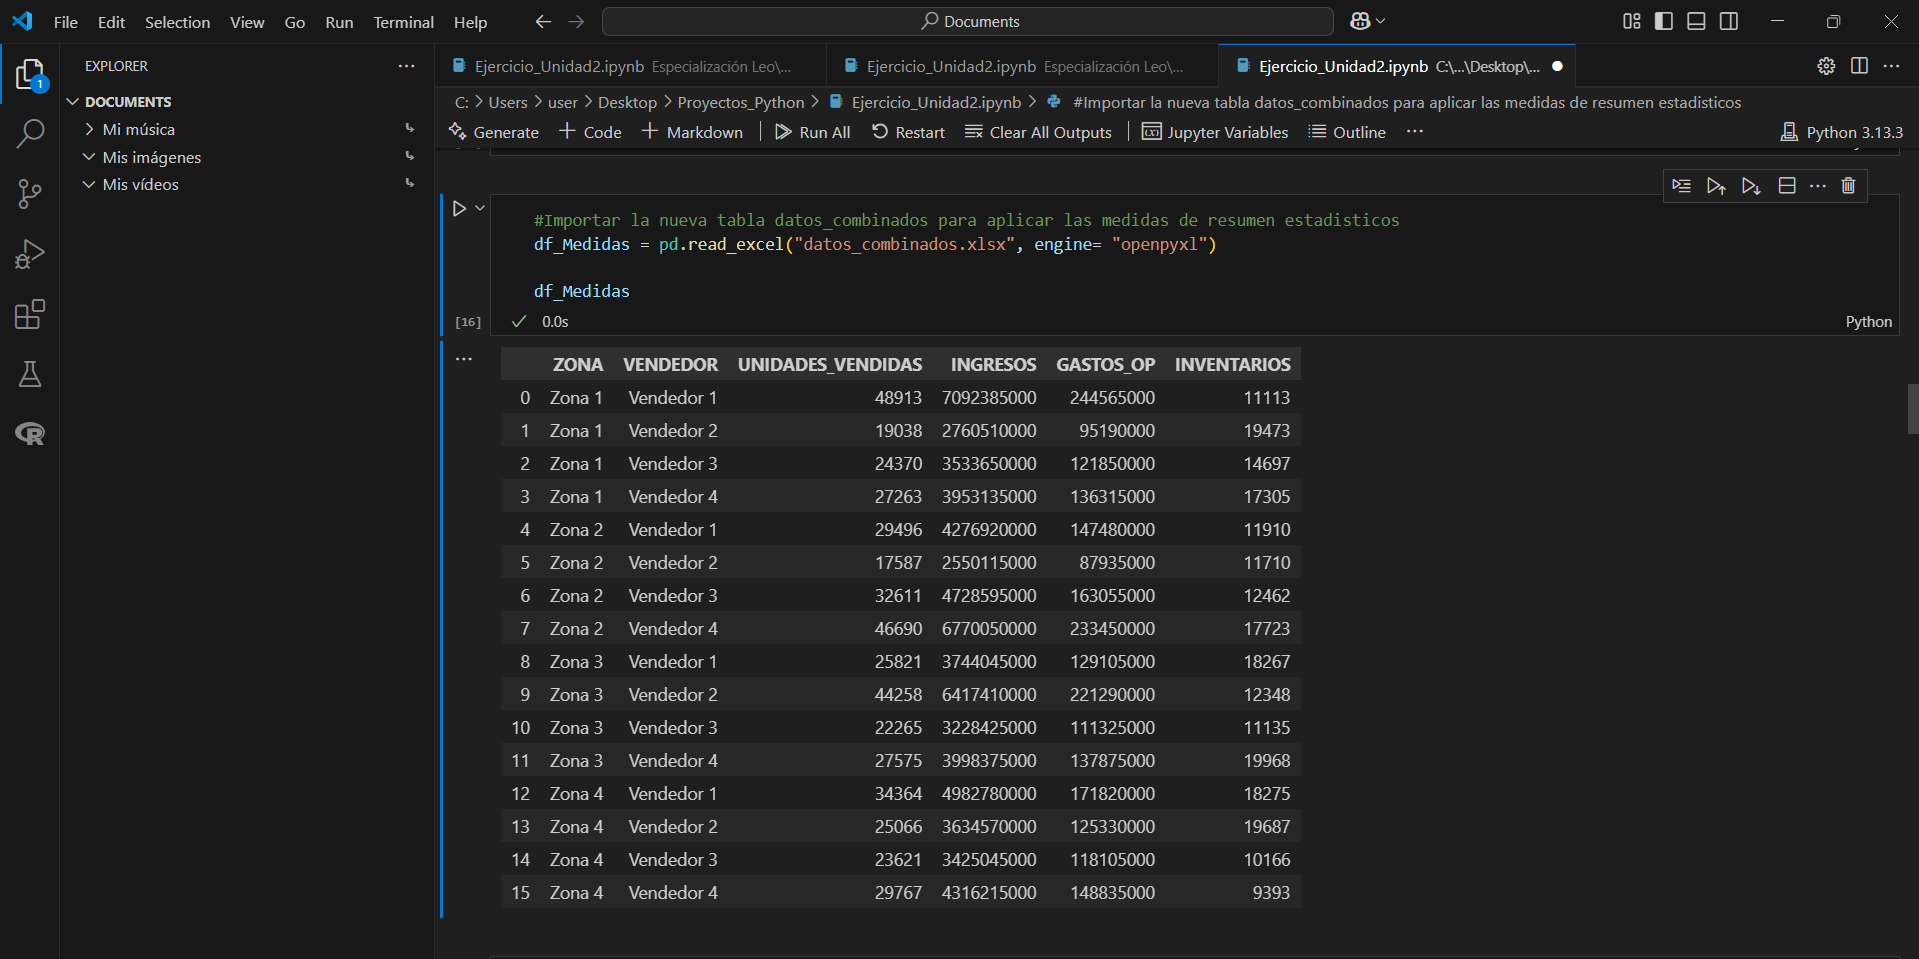 File Edit Selection View Go Run Terminal Help
Documents
EXPLORER
1
DOCUMENTS
Mi música
Mis imágenes
Mis vídeos
Ejercicio_Unidad2.ipynb Especialización Leo\...
Ejercicio_Unidad2.ipynb Especialización Leo\...
Ejercicio_Unidad2.ipynb C:\...\Desktop\...
C: > Users > user > Desktop > Proyectos_Python > Ejercicio_Unidad2.ipynb > #Importar la nueva tabla datos_combinados para aplicar las medidas de resumen estadisticos
Generate + Code + Markdown Run All Restart Clear All Outputs Jupyter Variables Outline ... Python 3.13.3
#Importar la nueva tabla datos_combinados para aplicar las medidas de resumen estadisticos
df_Medidas = pd.read_excel("datos_combinados.xlsx", engine= "openpyxl")
df_Medidas
[16] 0.0s Python
ZONA VENDEDOR UNIDADES_VENDIDAS INGRESOS GASTOS_OP INVENTARIOS
0 Zona 1 Vendedor 1 48913 7092385000 244565000 11113
1 Zona 1 Vendedor 2 19038 2760510000 95190000 19473
2 Zona 1 Vendedor 3 24370 3533650000 121850000 14697
3 Zona 1 Vendedor 4 27263 3953135000 136315000 17305
4 Zona 2 Vendedor 1 29496 4276920000 147480000 11910
5 Zona 2 Vendedor 2 17587 2550115000 87935000 11710
6 Zona 2 Vendedor 3 32611 4728595000 163055000 12462
7 Zona 2 Vendedor 4 46690 6770050000 233450000 17723
8 Zona 3 Vendedor 1 25821 3744045000 129105000 18267
9 Zona 3 Vendedor 2 44258 6417410000 221290000 12348
10 Zona 3 Vendedor 3 22265 3228425000 111325000 11135
11 Zona 3 Vendedor 4 27575 3998375000 137875000 19968
12 Zona 4 Vendedor 1 34364 4982780000 171820000 18275
13 Zona 4 Vendedor 2 25066 3634570000 125330000 19687
14 Zona 4 Vendedor 3 23621 3425045000 118105000 10166
15 Zona 4 Vendedor 4 29767 4316215000 148835000 9393